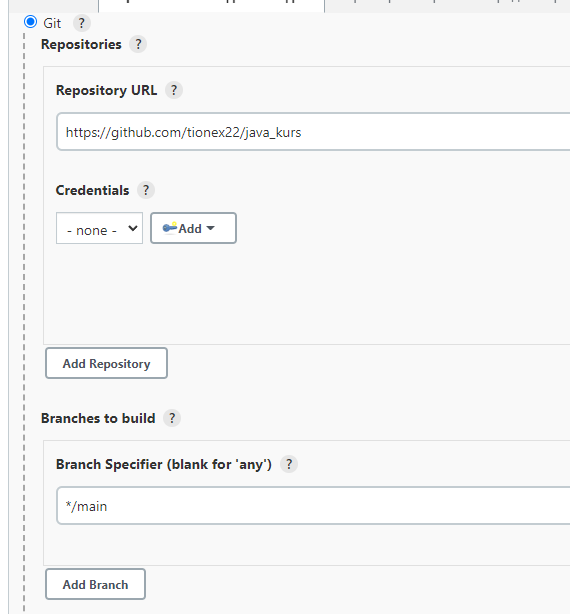 Git ?
Repositories ?
Repository URL ?
https://github.com/tionex22/java_kurs
Credentials ?
- none -
Add
Add Repository
Branches to build ?
Branch Specifier (blank for 'any') ?
*/main
Add Branch